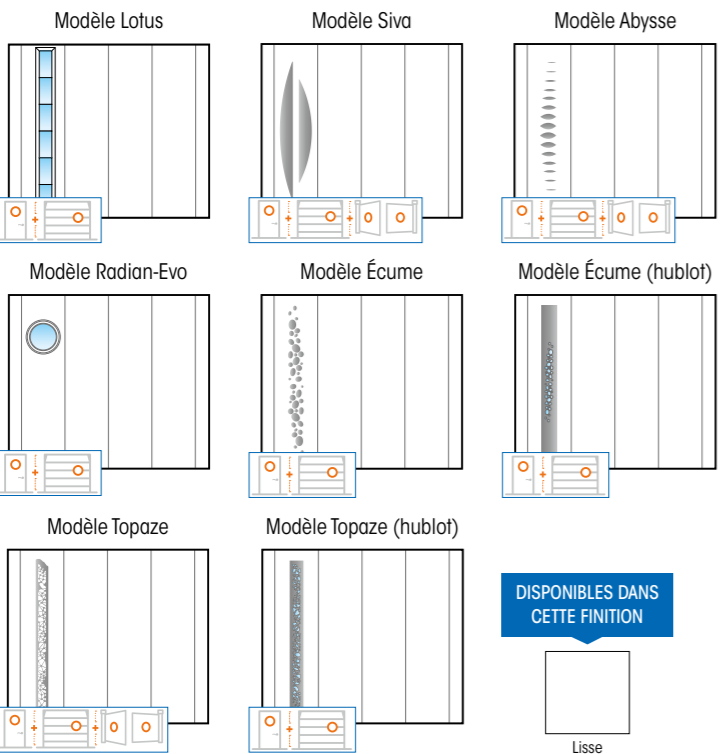 Modèle Lotus
Modèle Siva
Modèle Abysse
Modèle Radian-Evo
Modèle Écume
Modèle Écume (hublot)
Modèle Topaze
Modèle Topaze (hublot)
DISPONIBLES DANS
CETTE FINITION
Lisse